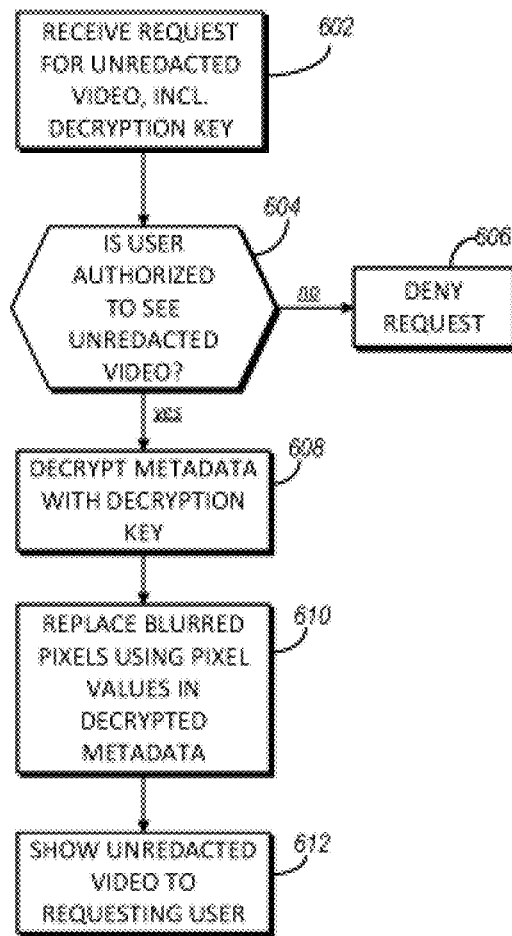 RECEIVE REQUEST
FOR UNREDACTED
VIDEO, INCL.
DECRYPTION KEY
602
IS USER
AUTHORIZED
TO SEE
UNREDACTED
VIDEO?
604
no
DENY
REQUEST
606
yes
DECRYPT METADATA
WITH DECRYPTION
KEY
608
REPLACE BLURRED
PIXELS USING PIXEL
VALUES IN
DECRYPTED
METADATA
610
SHOW UNREDACTED
VIDEO TO
REQUESTING USER
612